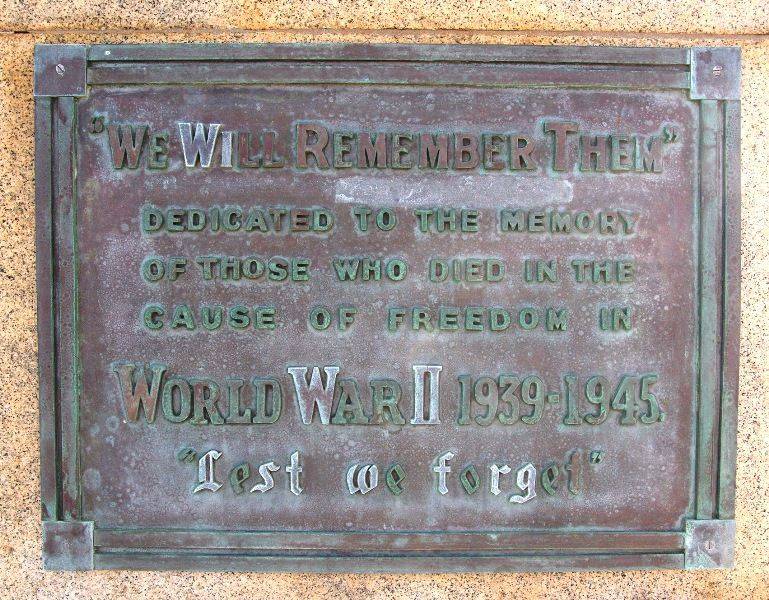 "WE WILL REMEMBER THEM"
DEDICATED TO THE MEMORY
OF THOSE WHO DIED IN THE
CAUSE OF FREEDOM IN
WORLD WAR II 1939-1945.
"Lest we forget"